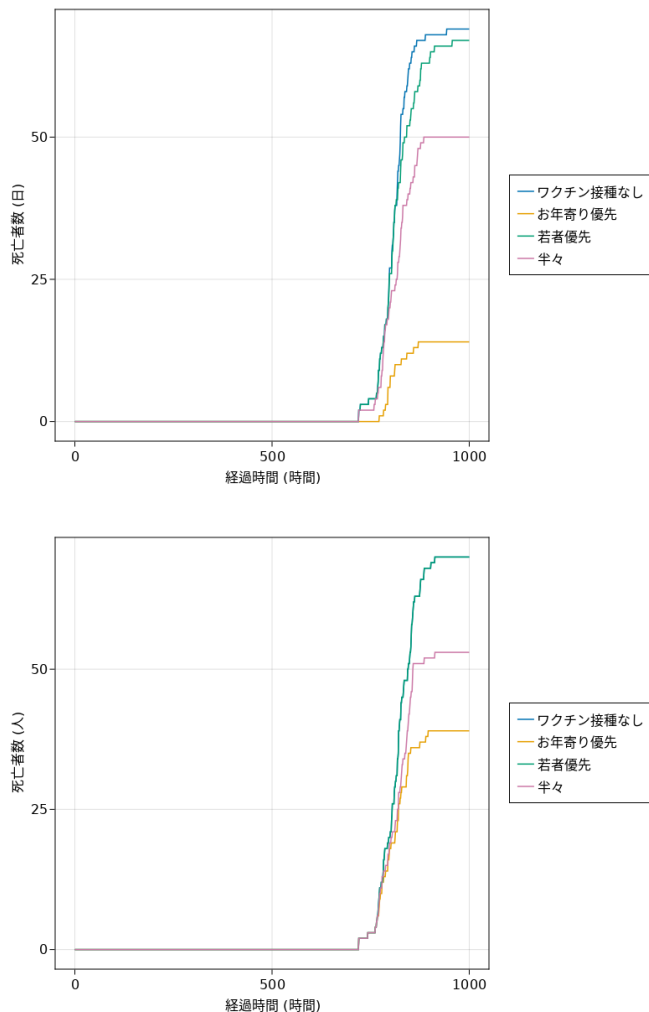 50
25
0
死亡者数 (日)
0
500
1000
経過時間 (時間)
ワクチン接種なし
お年寄り優先
若者優先
半々
50
25
0
死亡者数 (人)
0
500
1000
経過時間 (時間)
ワクチン接種なし
お年寄り優先
若者優先
半々